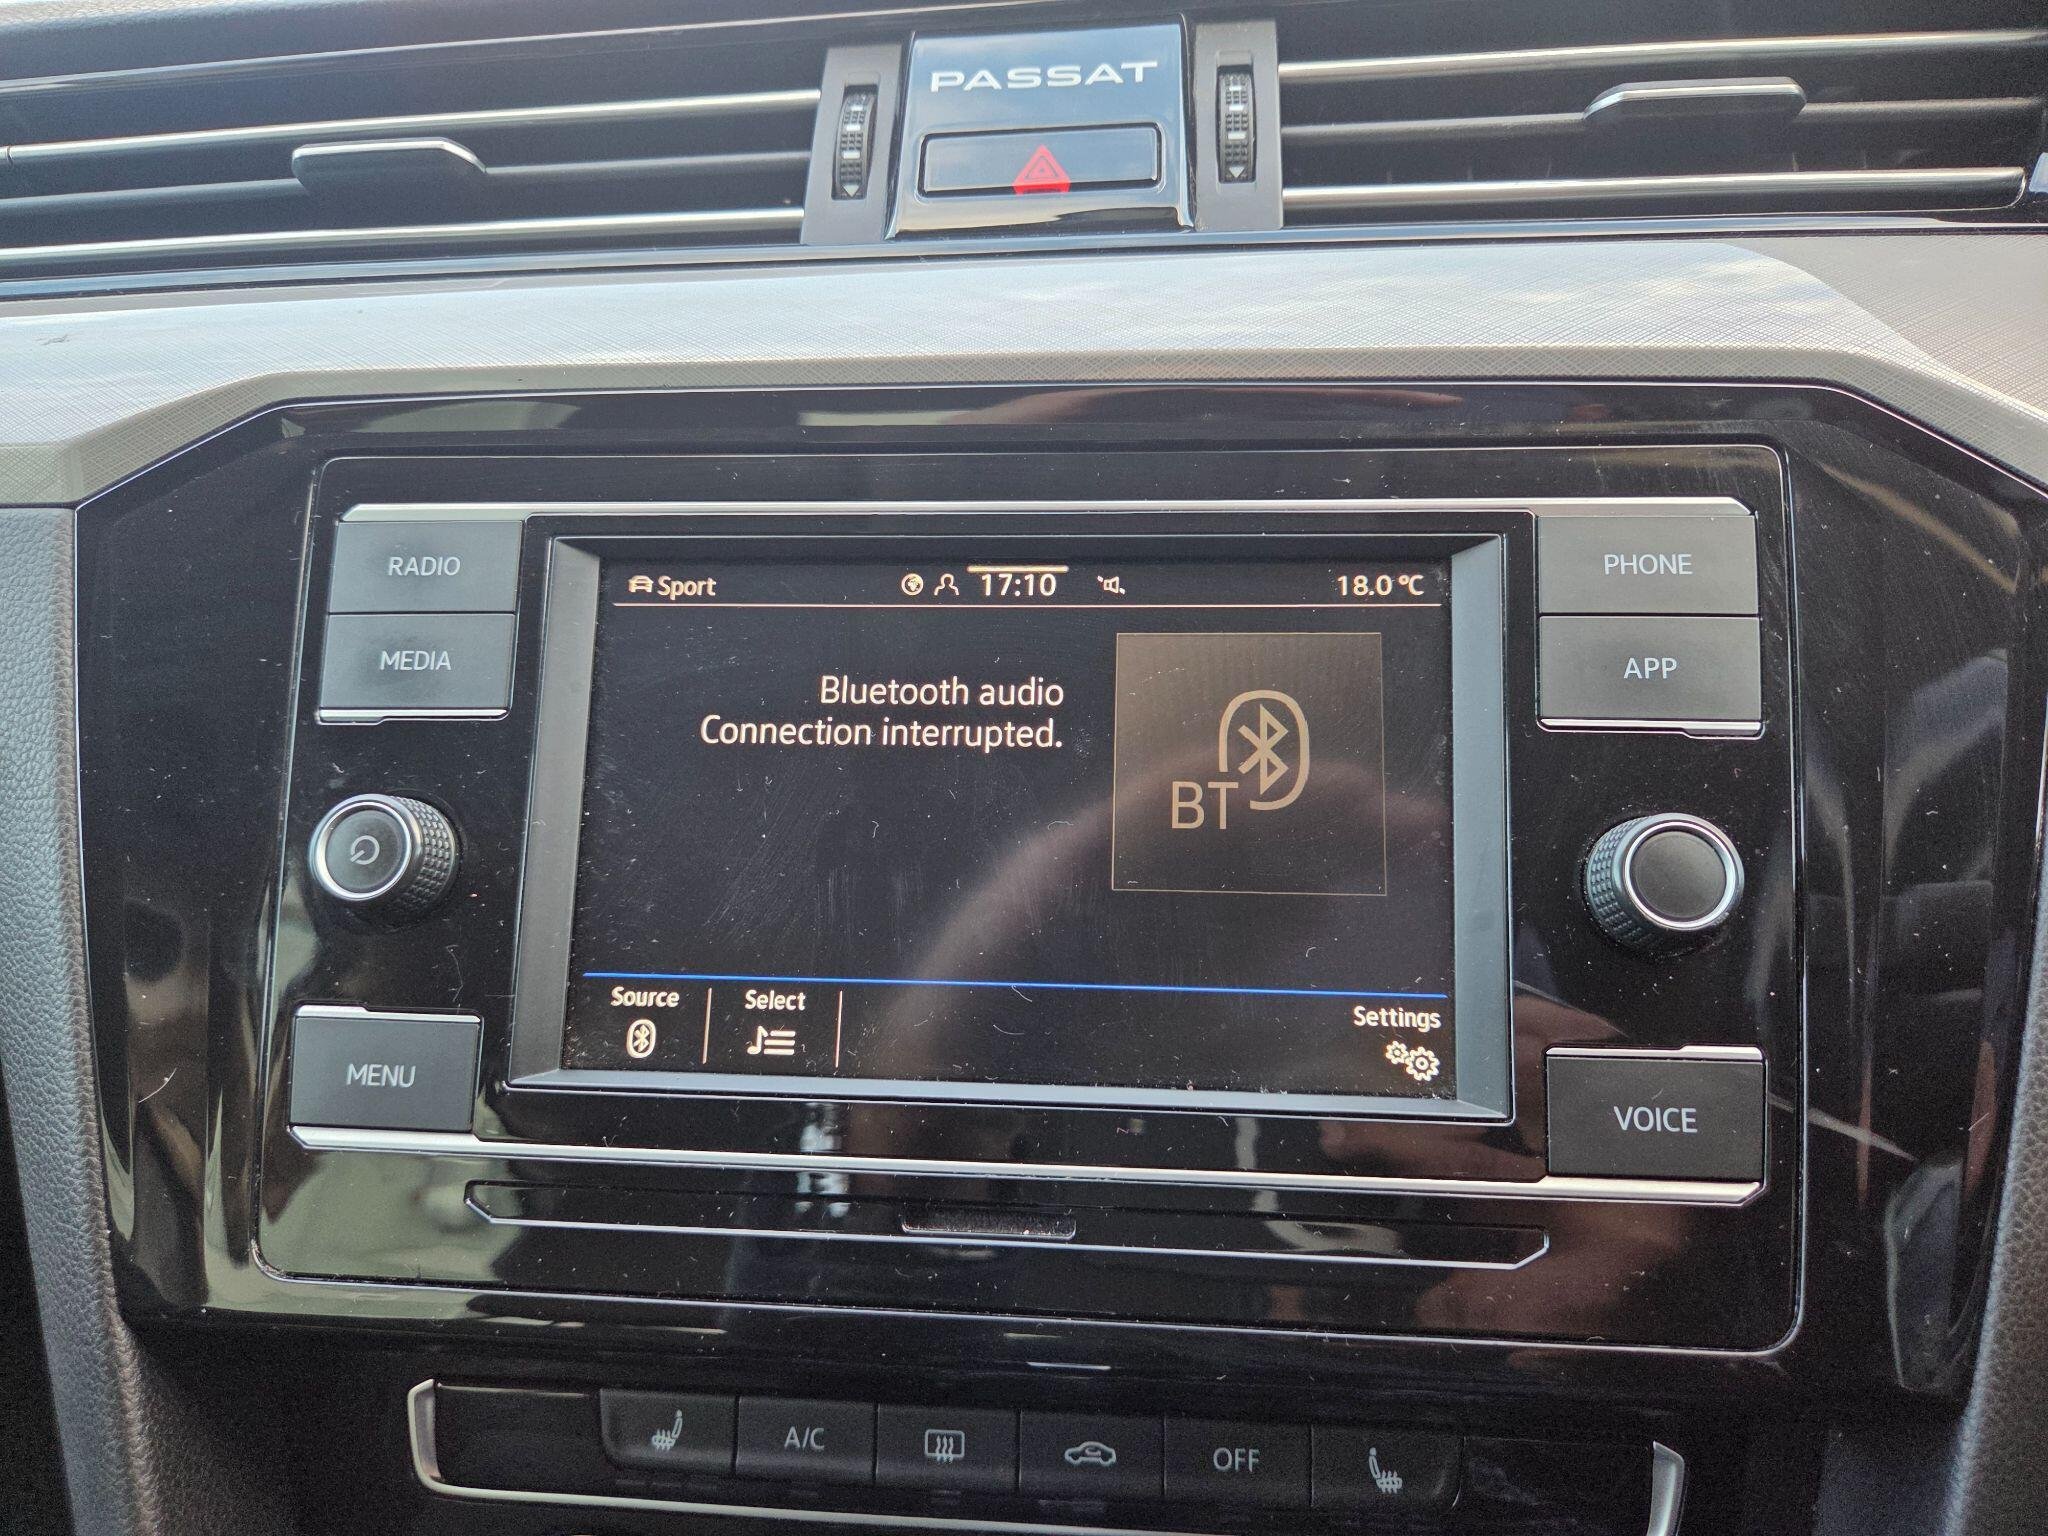 PASSAT
RADIO
MEDIA
MENU
Sport
17:10
18.0 °C
Bluetooth audio
Connection interrupted.
BT
Source
Select
Settings
PHONE
APP
VOICE
A/C
OFF